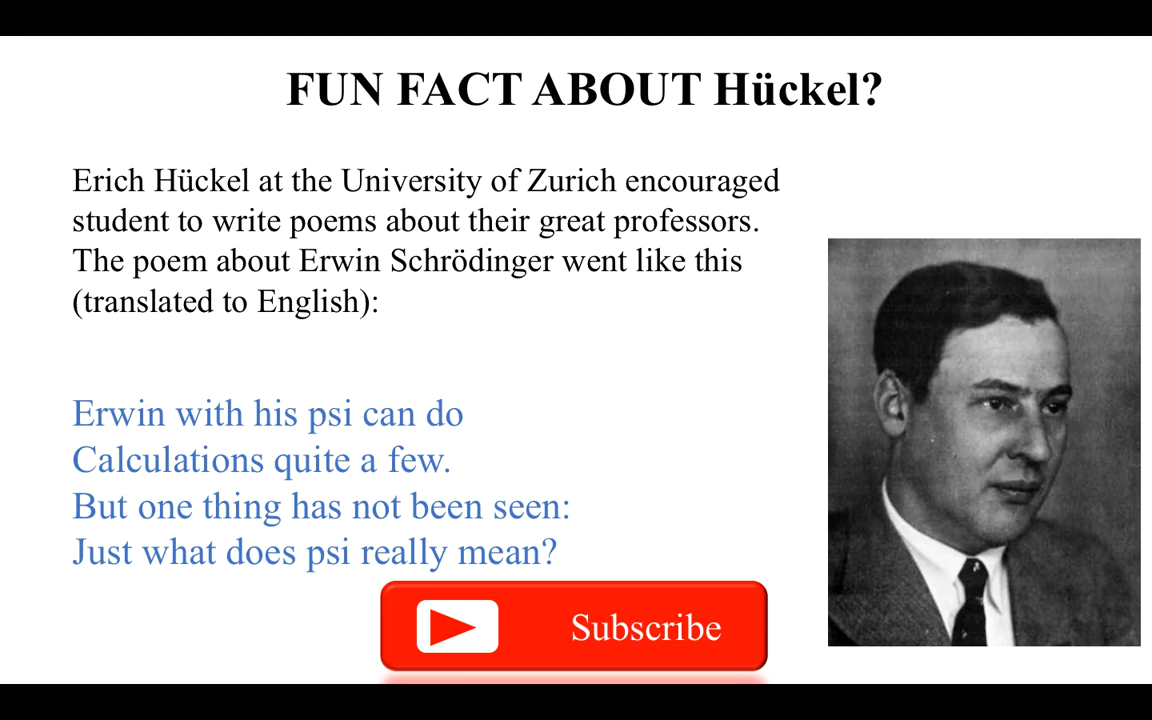 FUN FACT ABOUT Hückel?
Erich Hückel at the University of Zurich encouraged
student to write poems about their great professors.
The poem about Erwin Schrödinger went like this
(translated to English):
Erwin with his psi can do
Calculations quite a few.
But one thing has not been seen:
Just what does psi really mean?
Subscribe